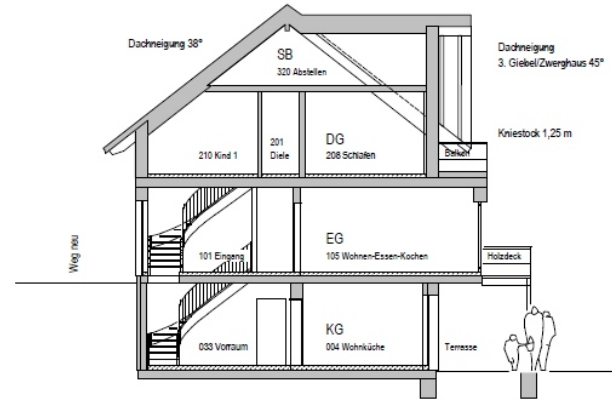 Dachneigung 38°
SB
320 Abstellen
Dachneigung
3. Giebel/Zwerghaus 45°
Kniestock 1,25 m
201
Diele
DG
210 Kind 1
208 Schlafen
Balkon
Weg neu
EG
101 Eingang
105 Wohnen-Essen-Kochen
Holzdeck
KG
033 Vorraum
004 Wohnküche
Terrasse